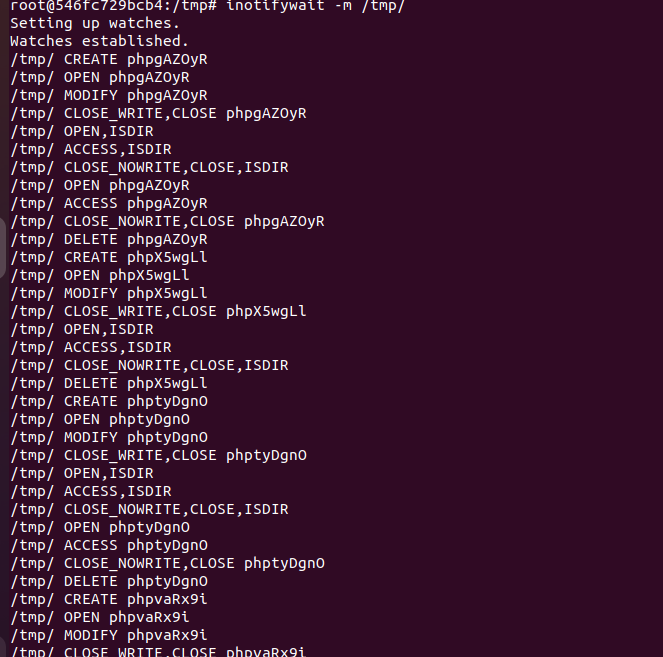 root@546fc729bcb4:/tmp# inotifywait -m /tmp/
Setting up watches.
Watches established.
/tmp/ CREATE phpgAZOyR
/tmp/ OPEN phpgAZOyR
/tmp/ MODIFY phpgAZOyR
/tmp/ CLOSE_WRITE,CLOSE phpgAZOyR
/tmp/ OPEN,ISDIR
/tmp/ ACCESS,ISDIR
/tmp/ CLOSE_NOWRITE,CLOSE,ISDIR
/tmp/ OPEN phpgAZOyR
/tmp/ ACCESS phpgAZOyR
/tmp/ CLOSE_NOWRITE,CLOSE phpgAZOyR
/tmp/ DELETE phpgAZOyR
/tmp/ CREATE phpX5wgLl
/tmp/ OPEN phpX5wgLl
/tmp/ MODIFY phpX5wgLl
/tmp/ CLOSE_WRITE,CLOSE phpX5wgLl
/tmp/ OPEN,ISDIR
/tmp/ ACCESS,ISDIR
/tmp/ CLOSE_NOWRITE,CLOSE,ISDIR
/tmp/ DELETE phpX5wgLl
/tmp/ CREATE phptyDgnO
/tmp/ OPEN phptyDgnO
/tmp/ MODIFY phptyDgnO
/tmp/ CLOSE_WRITE,CLOSE phptyDgnO
/tmp/ OPEN,ISDIR
/tmp/ ACCESS,ISDIR
/tmp/ CLOSE_NOWRITE,CLOSE,ISDIR
/tmp/ OPEN phptyDgnO
/tmp/ ACCESS phptyDgnO
/tmp/ CLOSE_NOWRITE,CLOSE phptyDgnO
/tmp/ DELETE phptyDgnO
/tmp/ CREATE phpvaRx9i
/tmp/ OPEN phpvaRx9i
/tmp/ MODIFY phpvaRx9i
/tmp/ CLOSE_WRITE,CLOSE phpvaRx9i